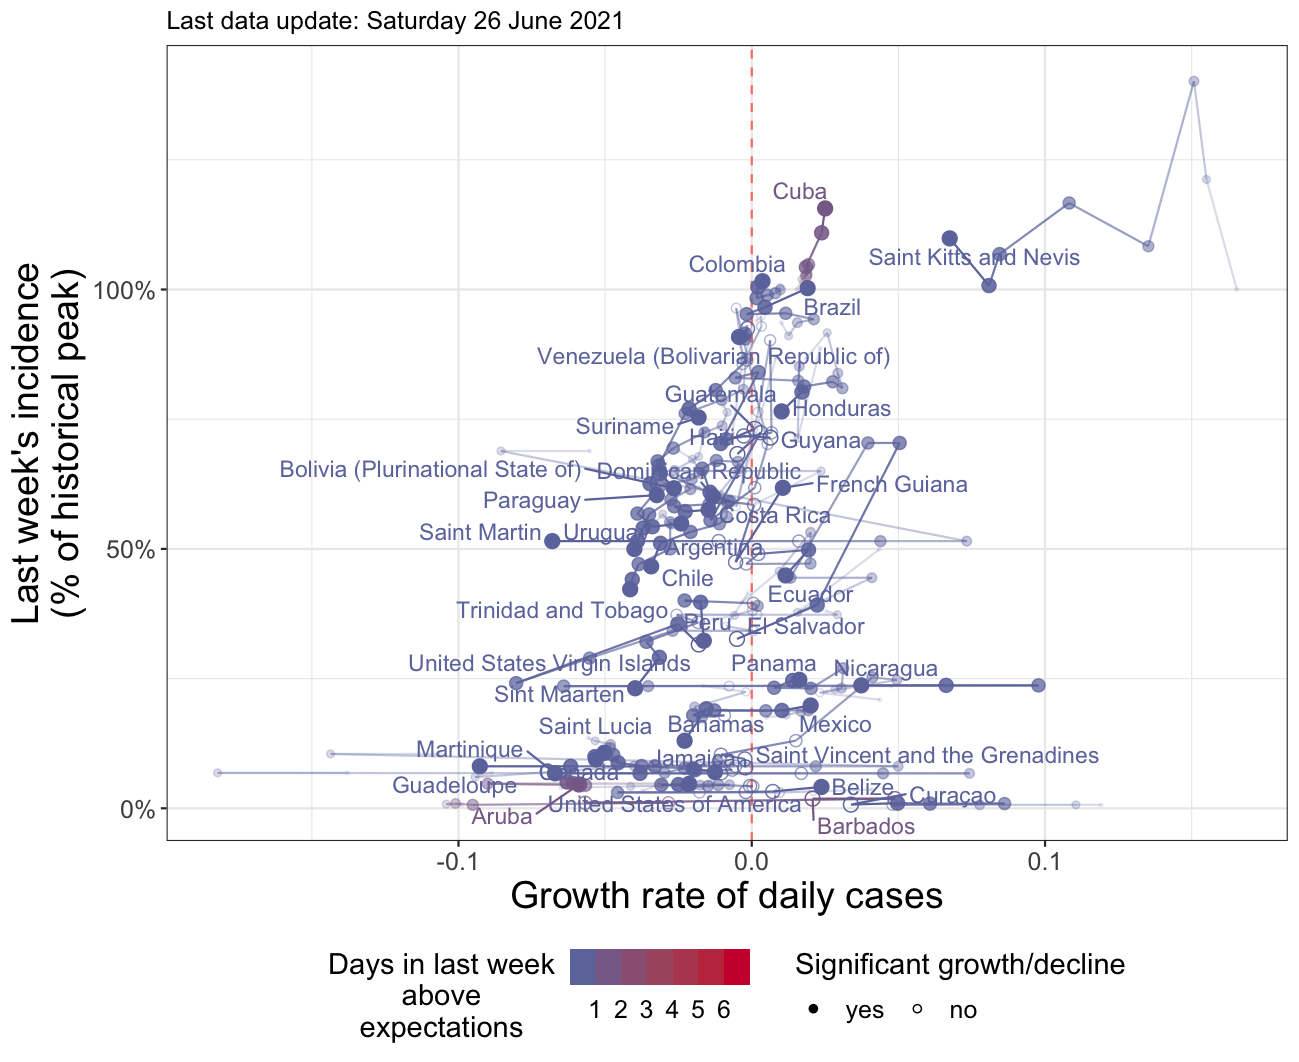 Last data update: Saturday 26 June 2021
Last week's incidence
(% of historical peak)
100%
50%
0%
Cuba
Colombia
Saint Kitts and Nevis
Brazil
Venezuela (Bolivarian Republic of)
Guatemala
Honduras
Suriname
Haiti
Guyana
Bolivia (Plurinational State of)
Dominican Republic
French Guiana
Paraguay
Costa Rica
Saint Martin
Uruguay
Argentina
Chile
Ecuador
Trinidad and Tobago
Peru
El Salvador
United States Virgin Islands
Panama
Nicaragua
Sint Maarten
Saint Lucia
Bahamas
Mexico
Martinique
Jamaica
Saint Vincent and the Grenadines
Canada
Guadeloupe
Belize
Curaçao
United States of America
Aruba
Barbados
-0.1
0.0
0.1
Growth rate of daily cases
Days in last week
above
expectations
1 2 3 4 5 6
Significant growth/decline
yes
no